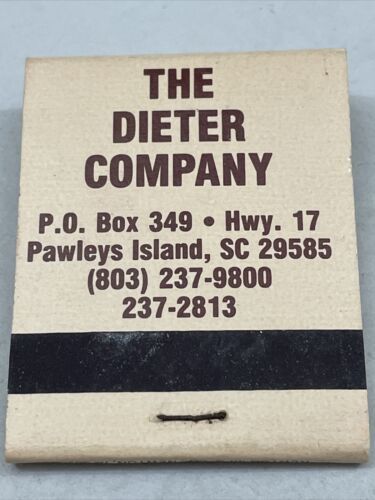 THE
DIETER
COMPANY
P.O. Box 349 • Hwy. 17
Pawleys Island, SC 29585
(803) 237-9800
237-2813